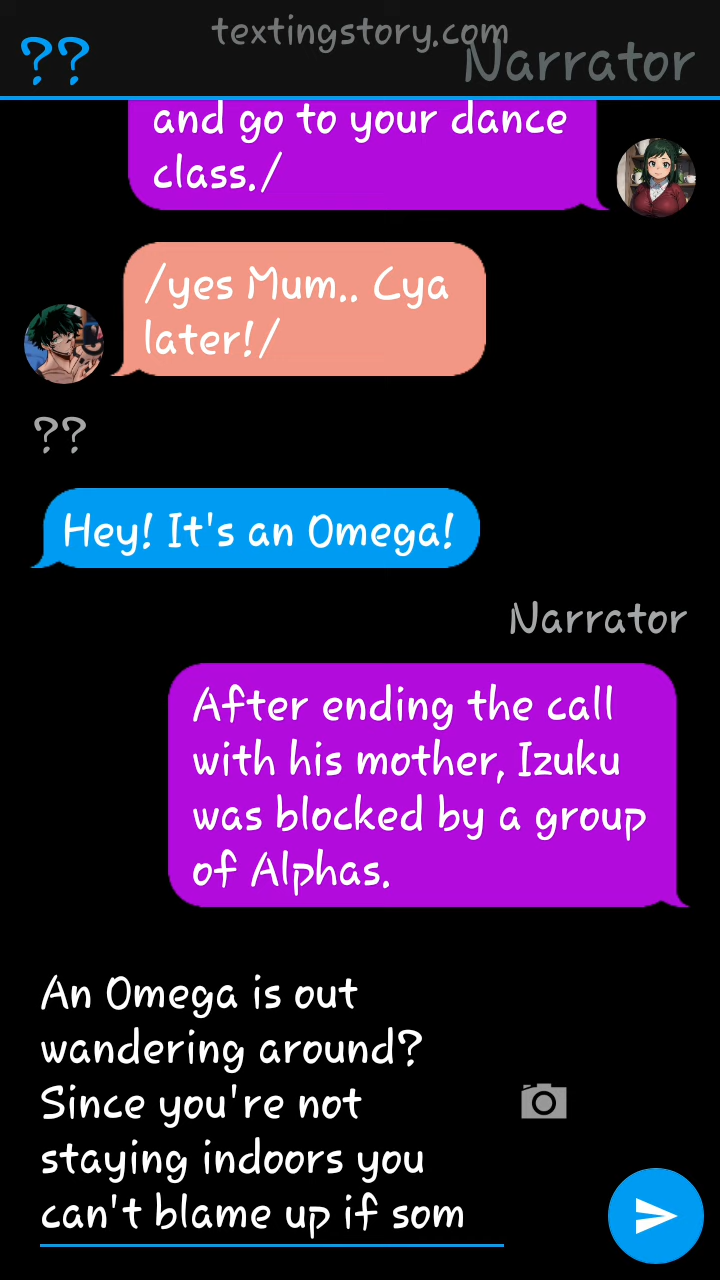 textingstory.com
??
Narrator
and go to your dance
class./
/yes Mum.. Cya
later!/
??
Hey! It's an Omega!
Narrator
After ending the call
with his mother, Izuku
was blocked by a group
of Alphas.
An Omega is out
wandering around?
Since you're not
staying indoors you
can't blame up if som